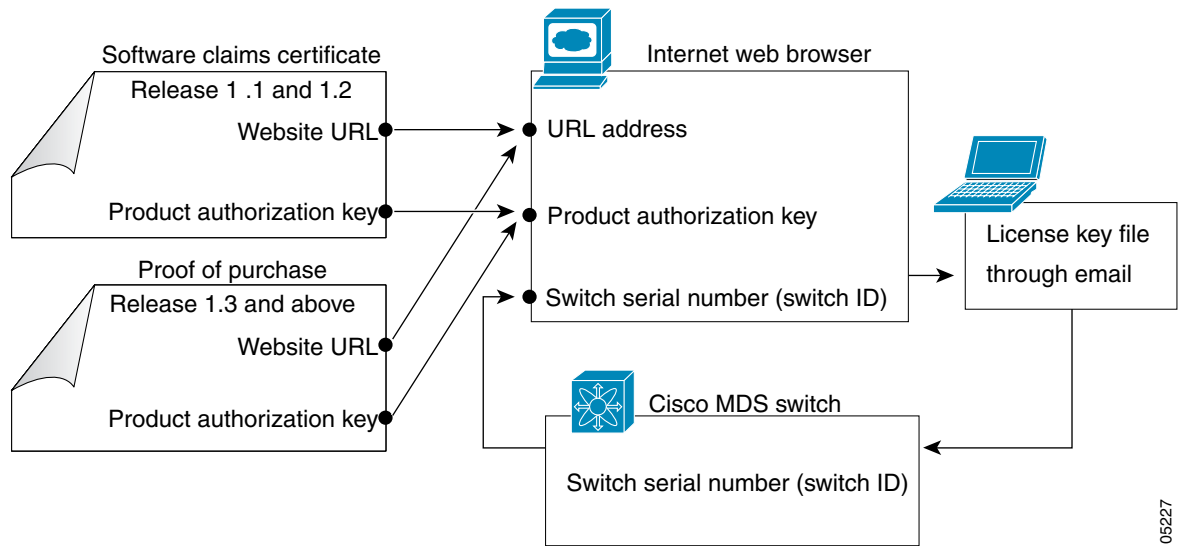 Software claims certificate
Release 1 .1 and 1.2
Website URL
Product authorization key
Proof of purchase
Release 1.3 and above
Website URL
Product authorization key
Internet web browser
URL address
Product authorization key
Switch serial number (switch ID)
License key file
through email
Cisco MDS switch
Switch serial number (switch ID)
05227